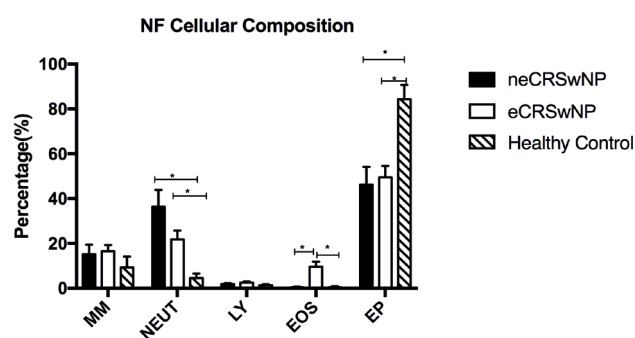 NF Cellular Composition
Percentage(%)
100
80
60
40
20
0
* * * * * *
MM NEUT LY EOS EP
neCRSwNP
eCRSwNP
Healthy Control